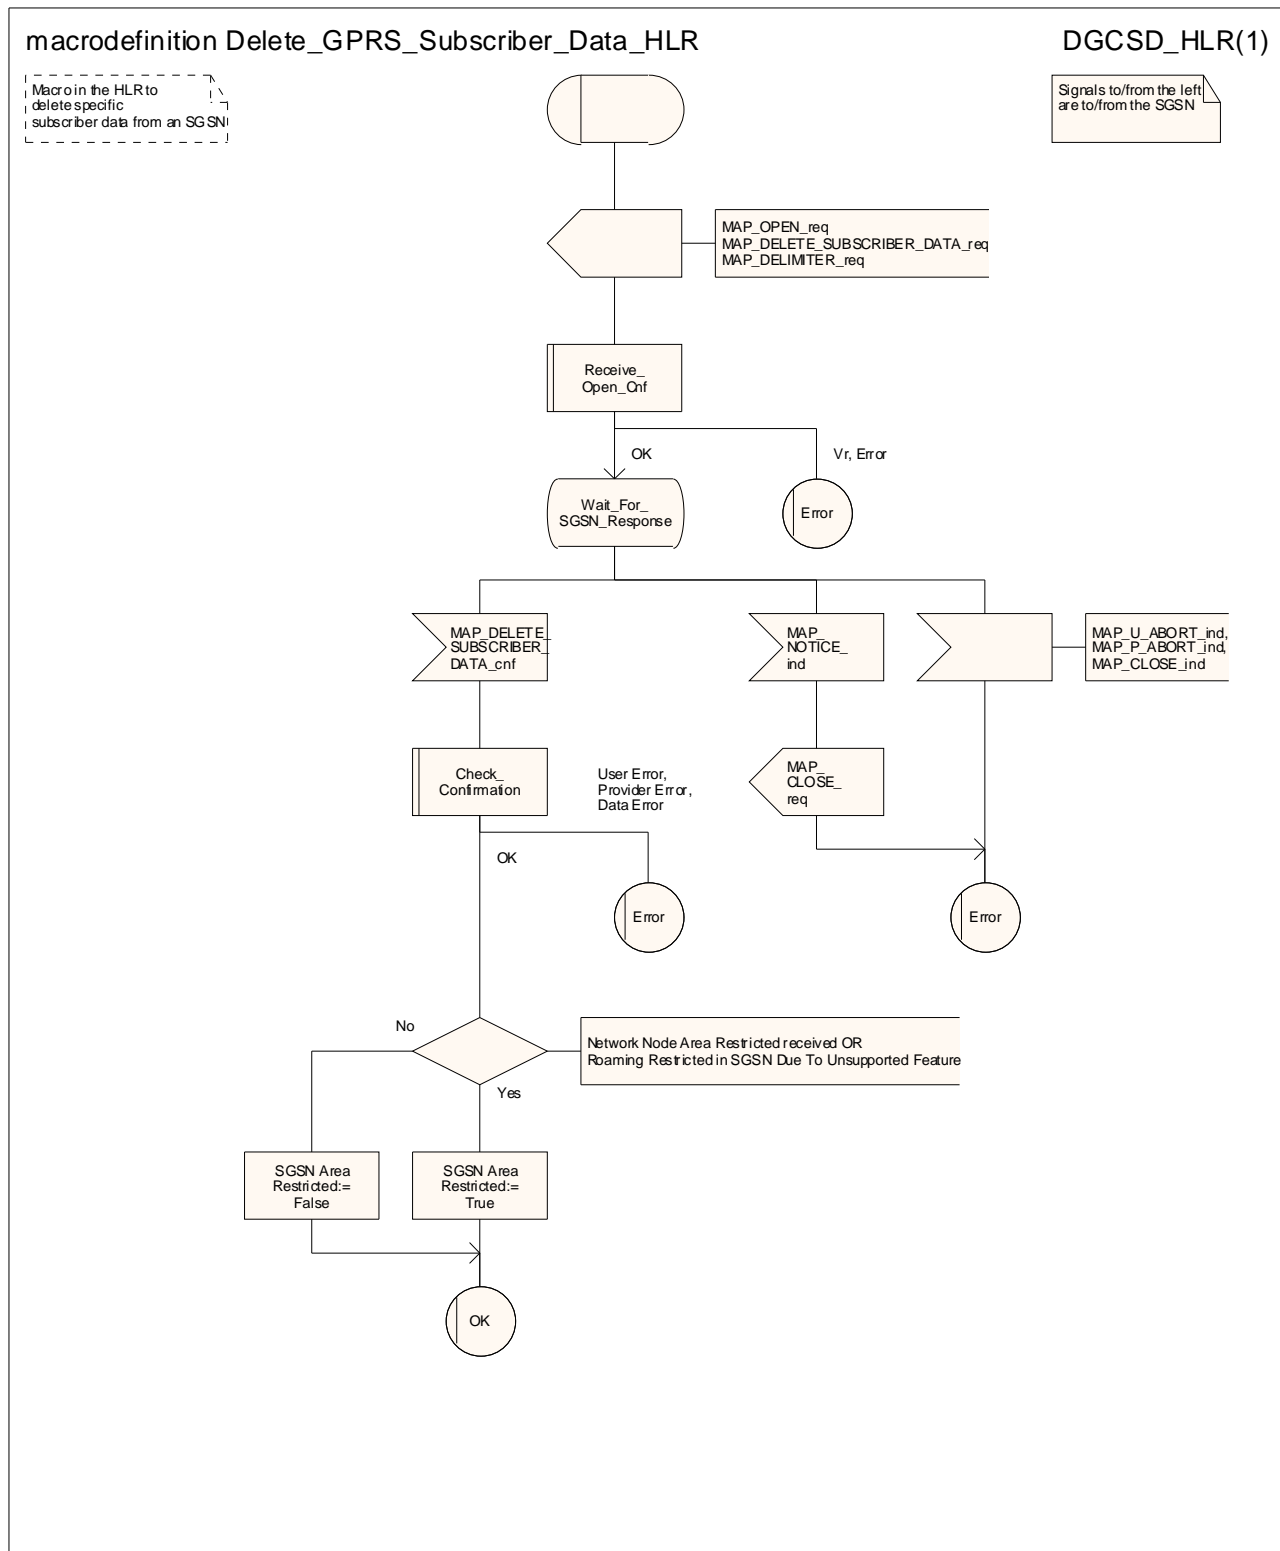 macrodefinition Delete_GPRS_Subscriber_Data_HLR
DGCSD_HLR(1)
Macro in the HLR to
delete specific
subscriber data from an SGSN
Signals to/from the left
are to/from the SGSN
MAP_OPEN_req
MAP_DELETE_SUBSCRIBER_DATA_req
MAP_DELIMITER_req
Receive_
Open_Cnf
OK
Vr, Error
Wait_For_
SGSN_Response
Error
MAP_DELETE_
SUBSCRIBER_
DATA_cnf
MAP_
NOTICE_
ind
MAP_U_ABORT_ind,
MAP_P_ABORT_ind,
MAP_CLOSE_ind
Check_
Confirmation
User Error,
Provider Error,
Data Error
MAP_
CLOSE_
req
OK
Error
Error
No
Network Node Area Restricted received OR
Roaming Restricted in SGSN Due To Unsupported Feature
Yes
SGSN Area
Restricted:=
False
SGSN Area
Restricted:=
True
OK